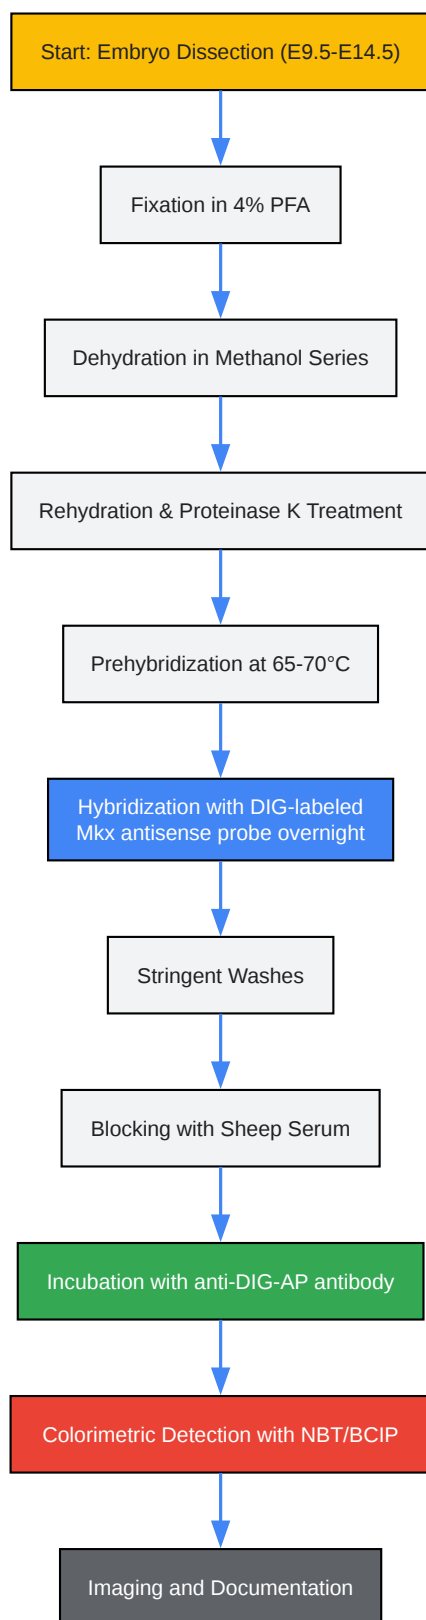 Start: Embryo Dissection (E9.5-E14.5)
Fixation in 4% PFA
Dehydration in Methanol Series
Rehydration & Proteinase K Treatment
Prehybridization at 65-70°C
Hybridization with DIG-labeled
Mkx antisense probe overnight
Stringent Washes
Blocking with Sheep Serum
Incubation with anti-DIG-AP antibody
Colorimetric Detection with NBT/BCIP
Imaging and Documentation